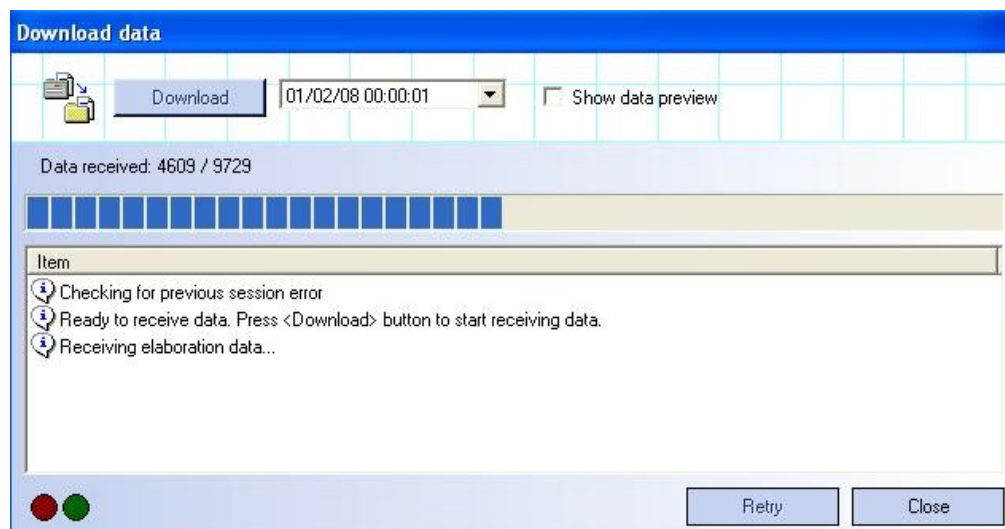 Download data
Download 01/02/08 00:00:01 Show data preview
Data received: 4609 / 9729
Item
Checking for previous session error
Ready to receive data. Press <Download> button to start receiving data.
Receiving elaboration data...
Retry Close